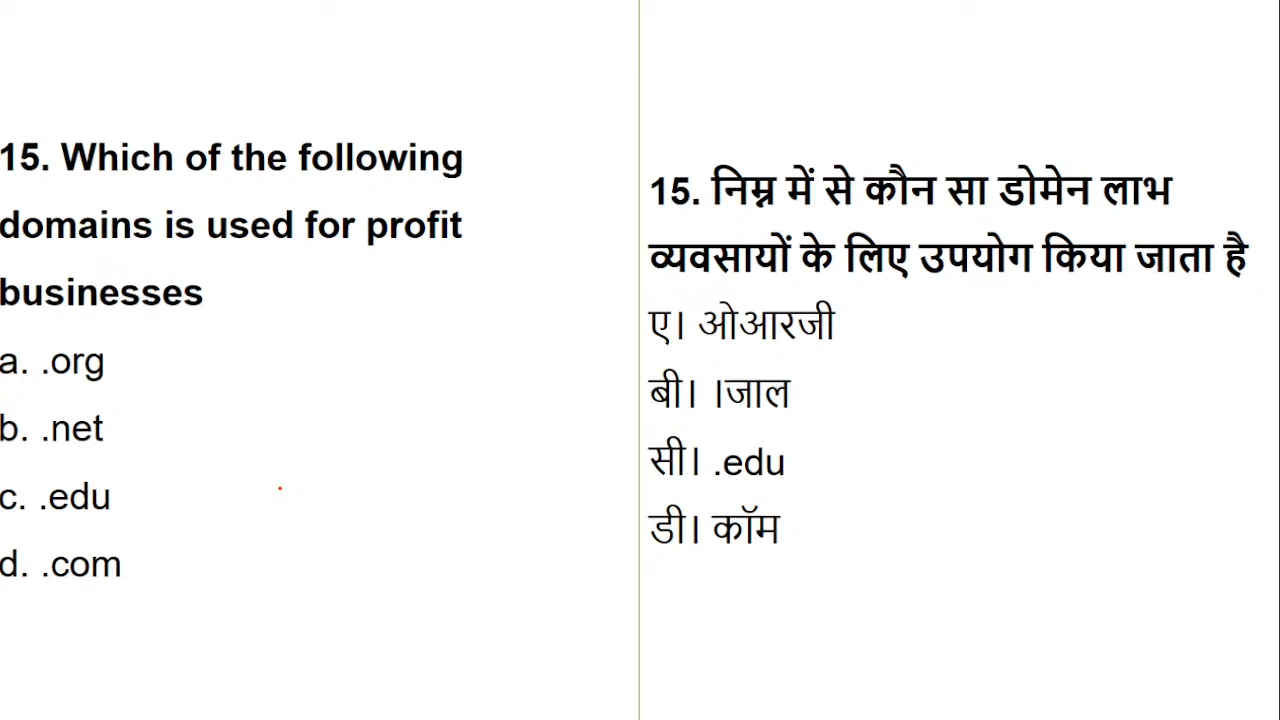 15. Which of the following
domains is used for profit
businesses
a. .org
b. .net
c. .edu
d. .com
15. निम्न में से कौन सा डोमेन लाभ
व्यवसायों के लिए उपयोग किया जाता है
ए। ओआरजी
बी। ।जाल
सी। .edu
डी। कॉम